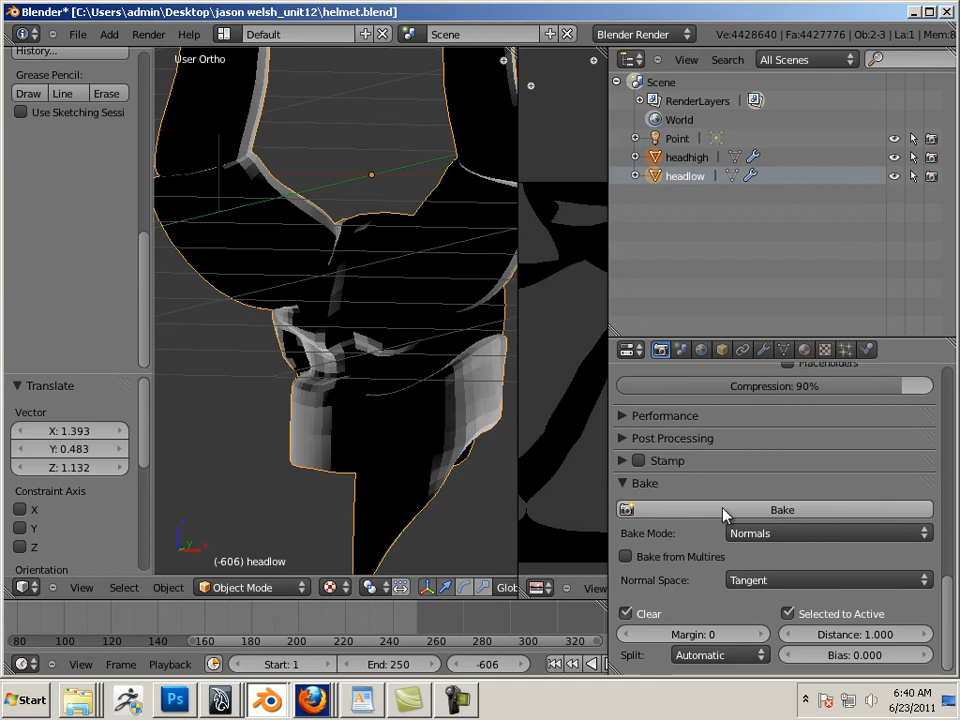 Blender* [C:\Users\admin\Desktop\jason welsh_unit12\helmet.blend]
File Add Render Help Default Scene Blender Render Ve:4428640 | Fa:4427776 | Ob:2-3 | La:1 | Mem:8
History...
Grease Pencil:
Draw Line Erase
Use Sketching Sessi
Translate
Vector
X: 1.393
Y: 0.483
Z: 1.132
Constraint Axis
X
Y
Z
Orientation
User Ortho
(-606) headlow
View Select Object Object Mode Glob
View
View Search All Scenes
Scene
RenderLayers
World
Point
headhigh
headlow
Placeholders
Compression: 90%
Performance
Post Processing
Stamp
Bake
Bake
Bake Mode: Normals
Bake from Multires
Normal Space: Tangent
Clear Selected to Active
Margin: 0 Distance: 1.000
Split: Automatic Bias: 0.000
80 100 120 140 160 180 200 220 240 260 280 300 320
View Frame Playback Start: 1 End: 250 -606
Start Ps 6:40 AM
6/23/2011